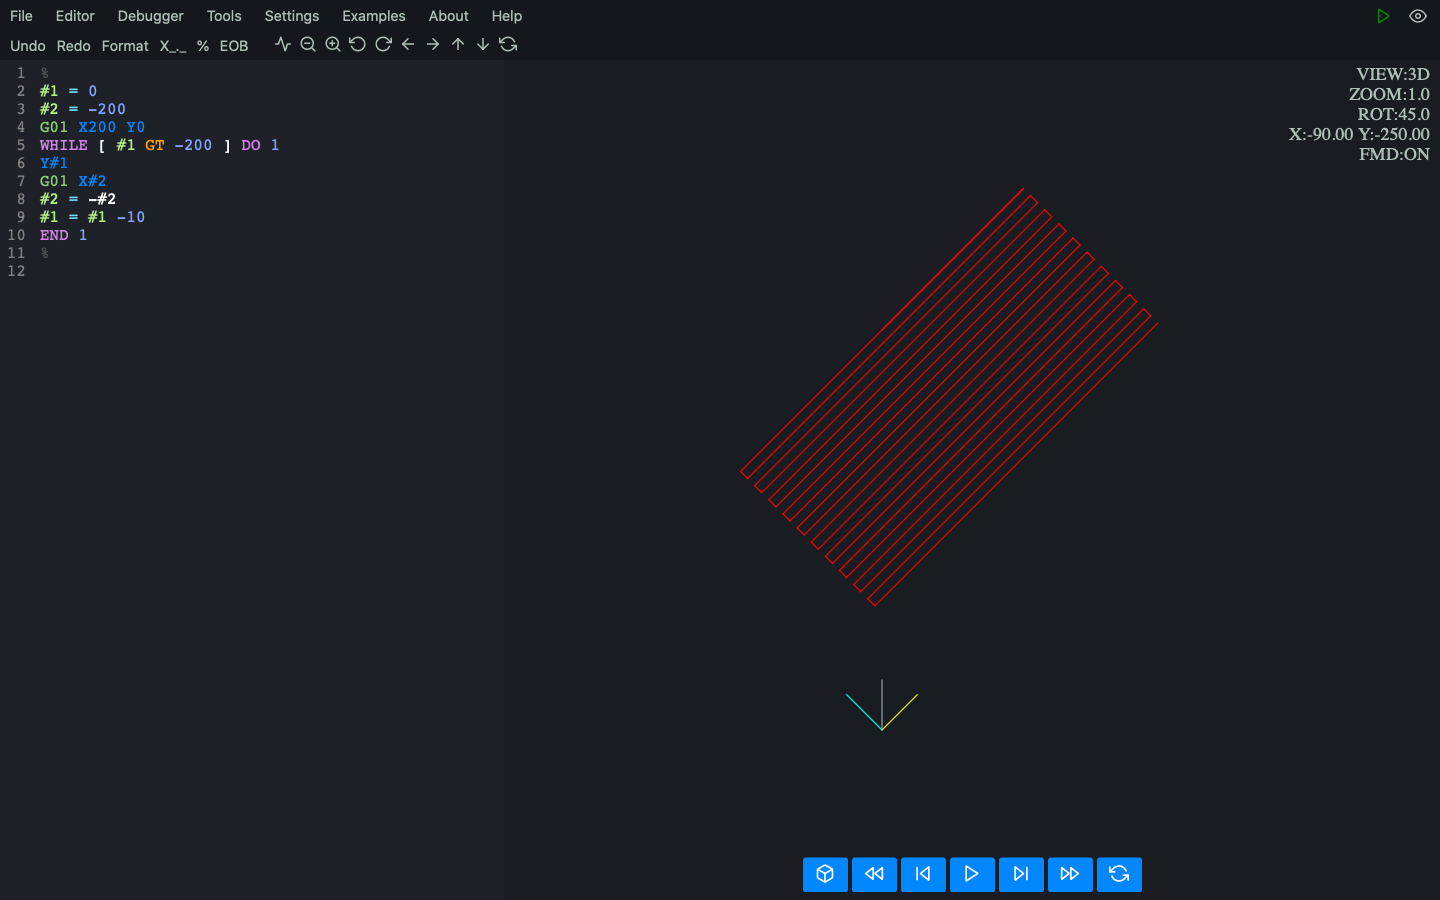 File Editor Debugger Tools Settings Examples About Help
Undo Redo Format X_._ % EOB
VIEW:3D
ZOOM:1.0
ROT:45.0
X:-90.00 Y:-250.00
FMD:ON
1 %
2 #1 = 0
3 #2 = -200
4 G01 X200 Y0
5 WHILE [ #1 GT -200 ] DO 1
6 Y#1
7 G01 X#2
8 #2 = -#2
9 #1 = #1 -10
10 END 1
11 %
12